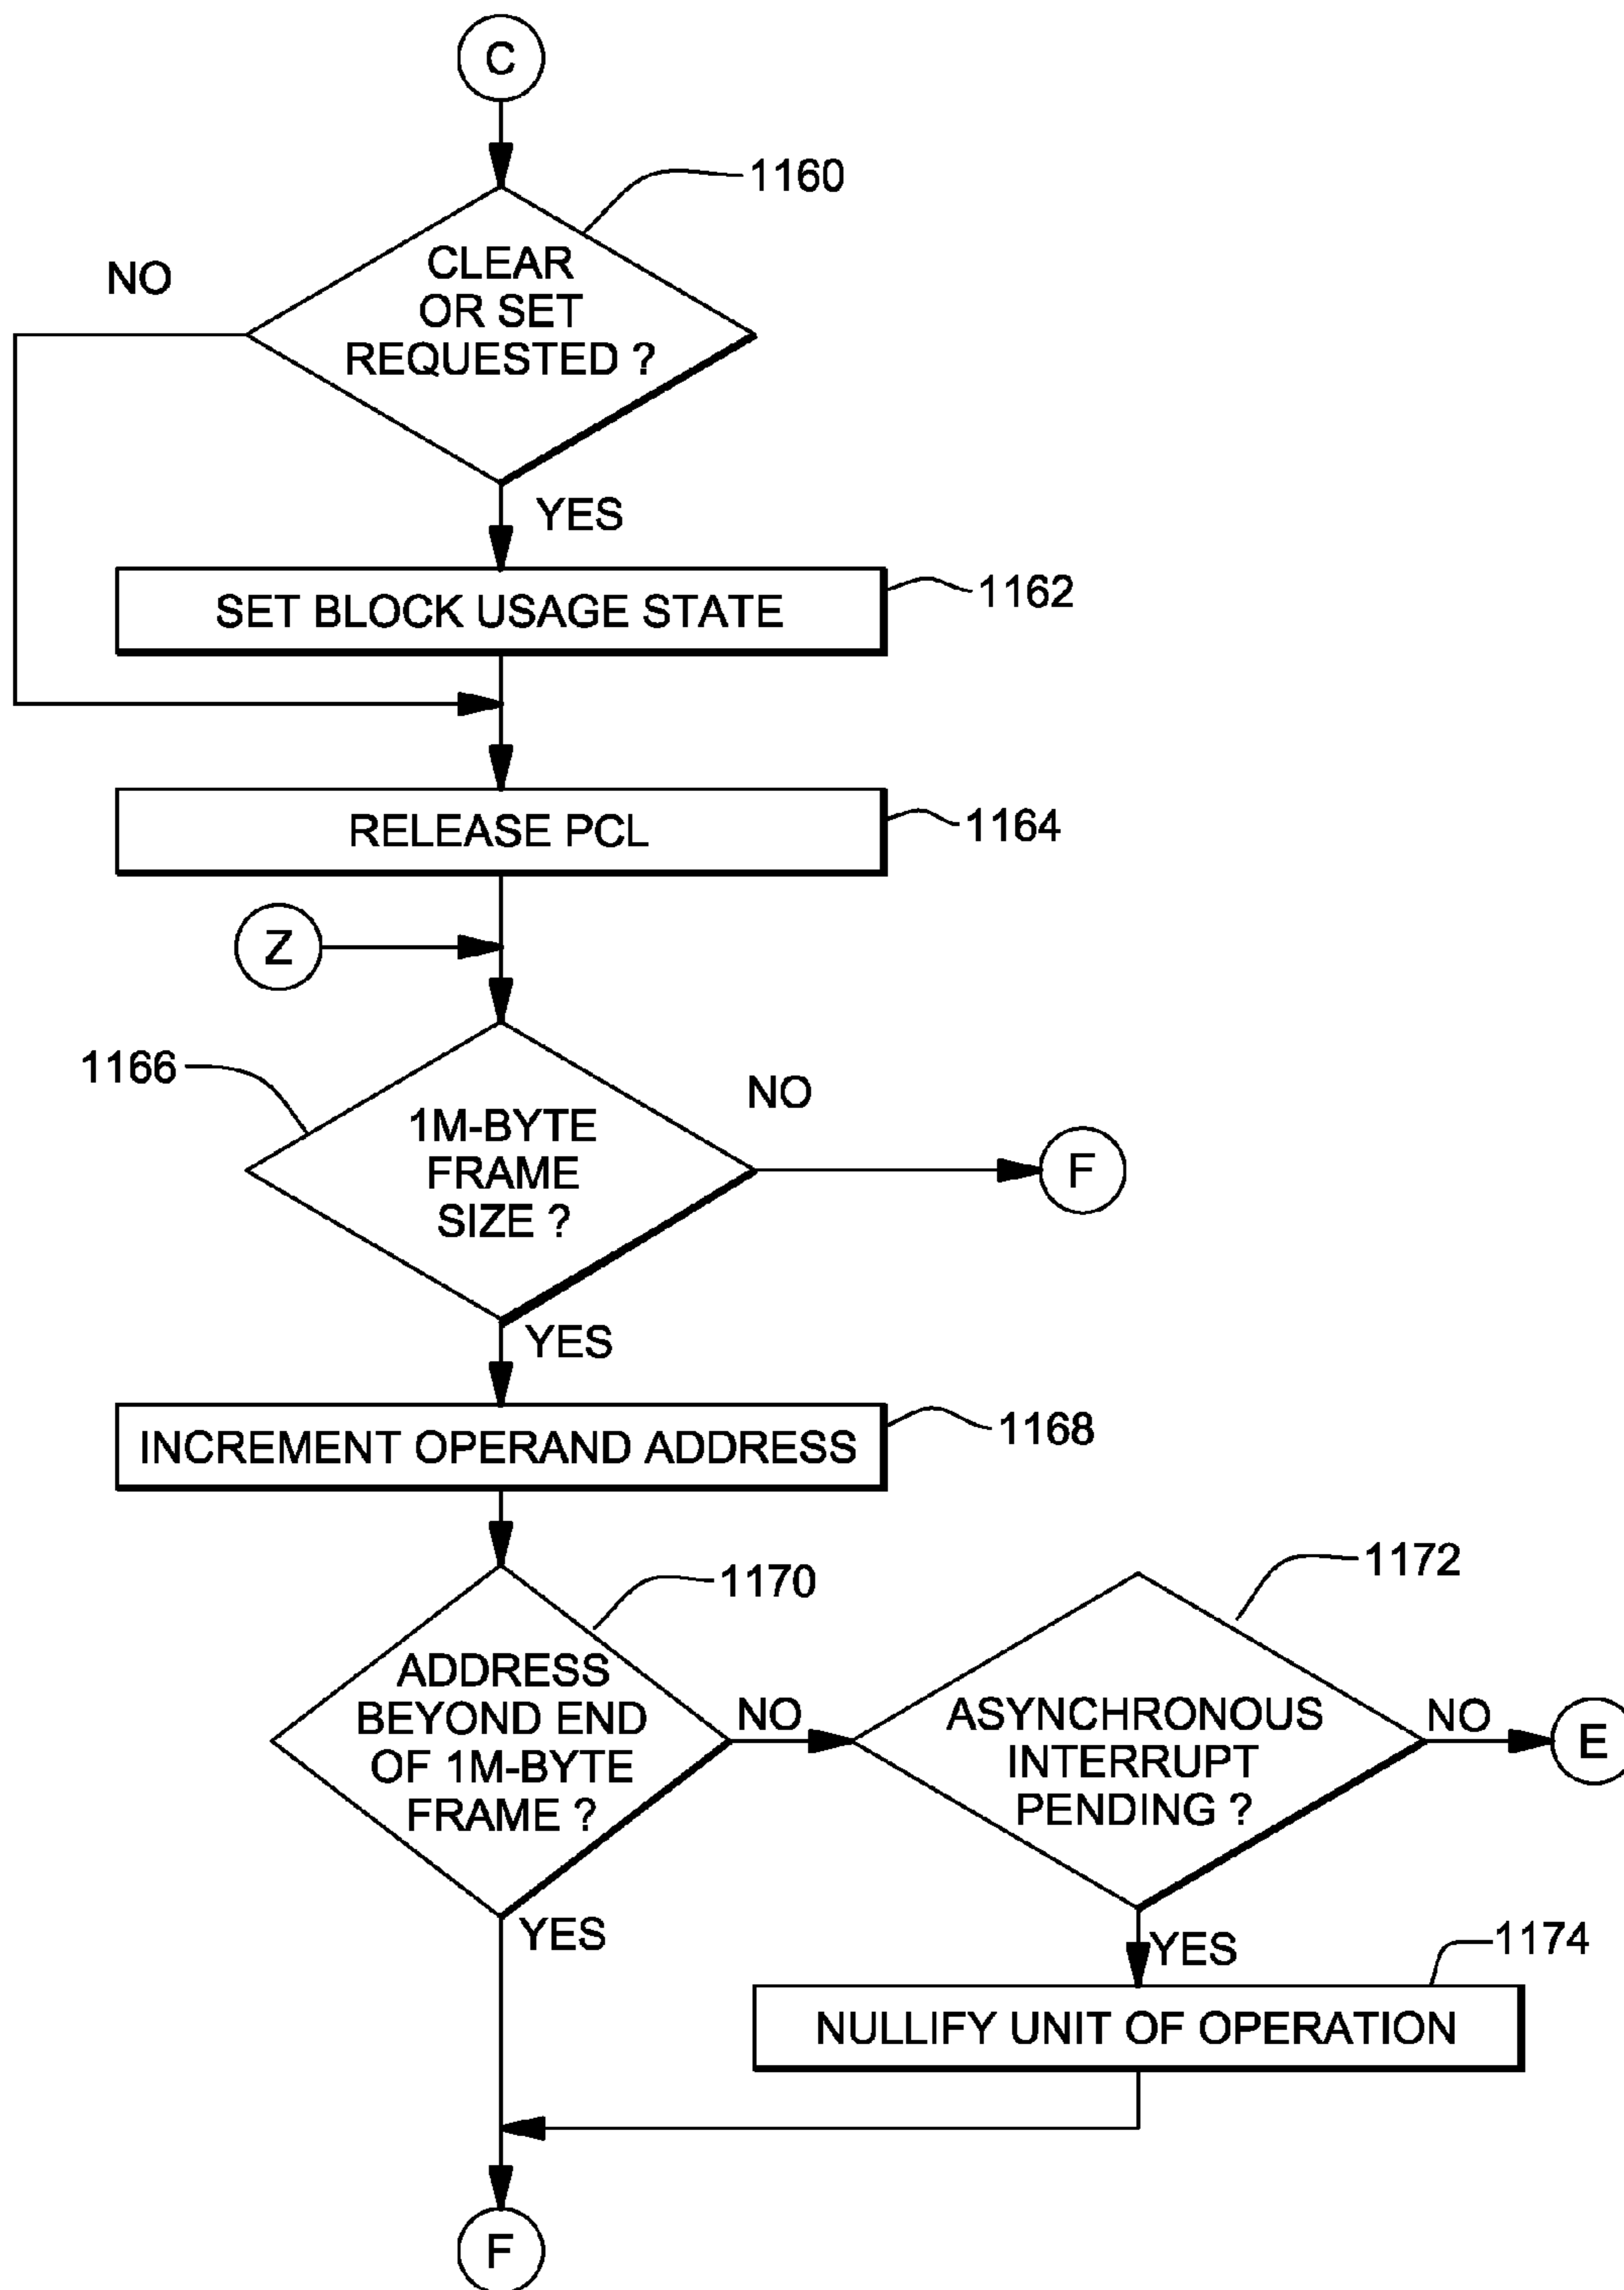 C
1160
CLEAR
OR SET
REQUESTED ?
NO
YES
SET BLOCK USAGE STATE
1162
RELEASE PCL
1164
Z
1166
1M-BYTE
FRAME
SIZE ?
NO
F
YES
INCREMENT OPERAND ADDRESS
1168
1170
ADDRESS
BEYOND END
OF 1M-BYTE
FRAME ?
NO
1172
ASYNCHRONOUS
INTERRUPT
PENDING ?
NO
E
YES
YES
1174
NULLIFY UNIT OF OPERATION
F